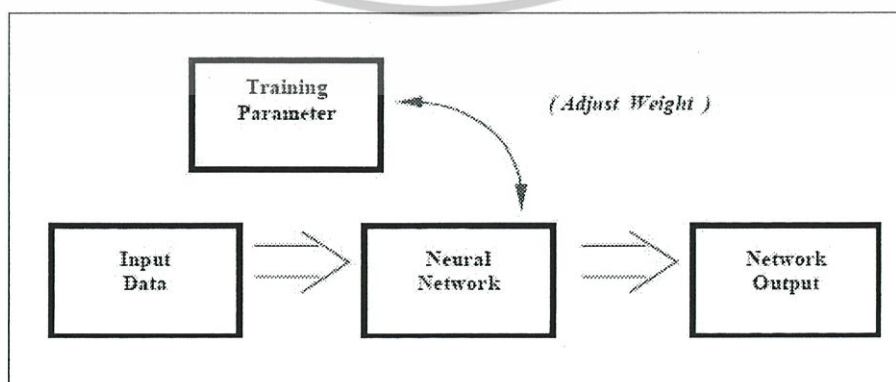 Training
Parameter
( Adjust Weight )
Input
Data
Neural
Network
Network
Output